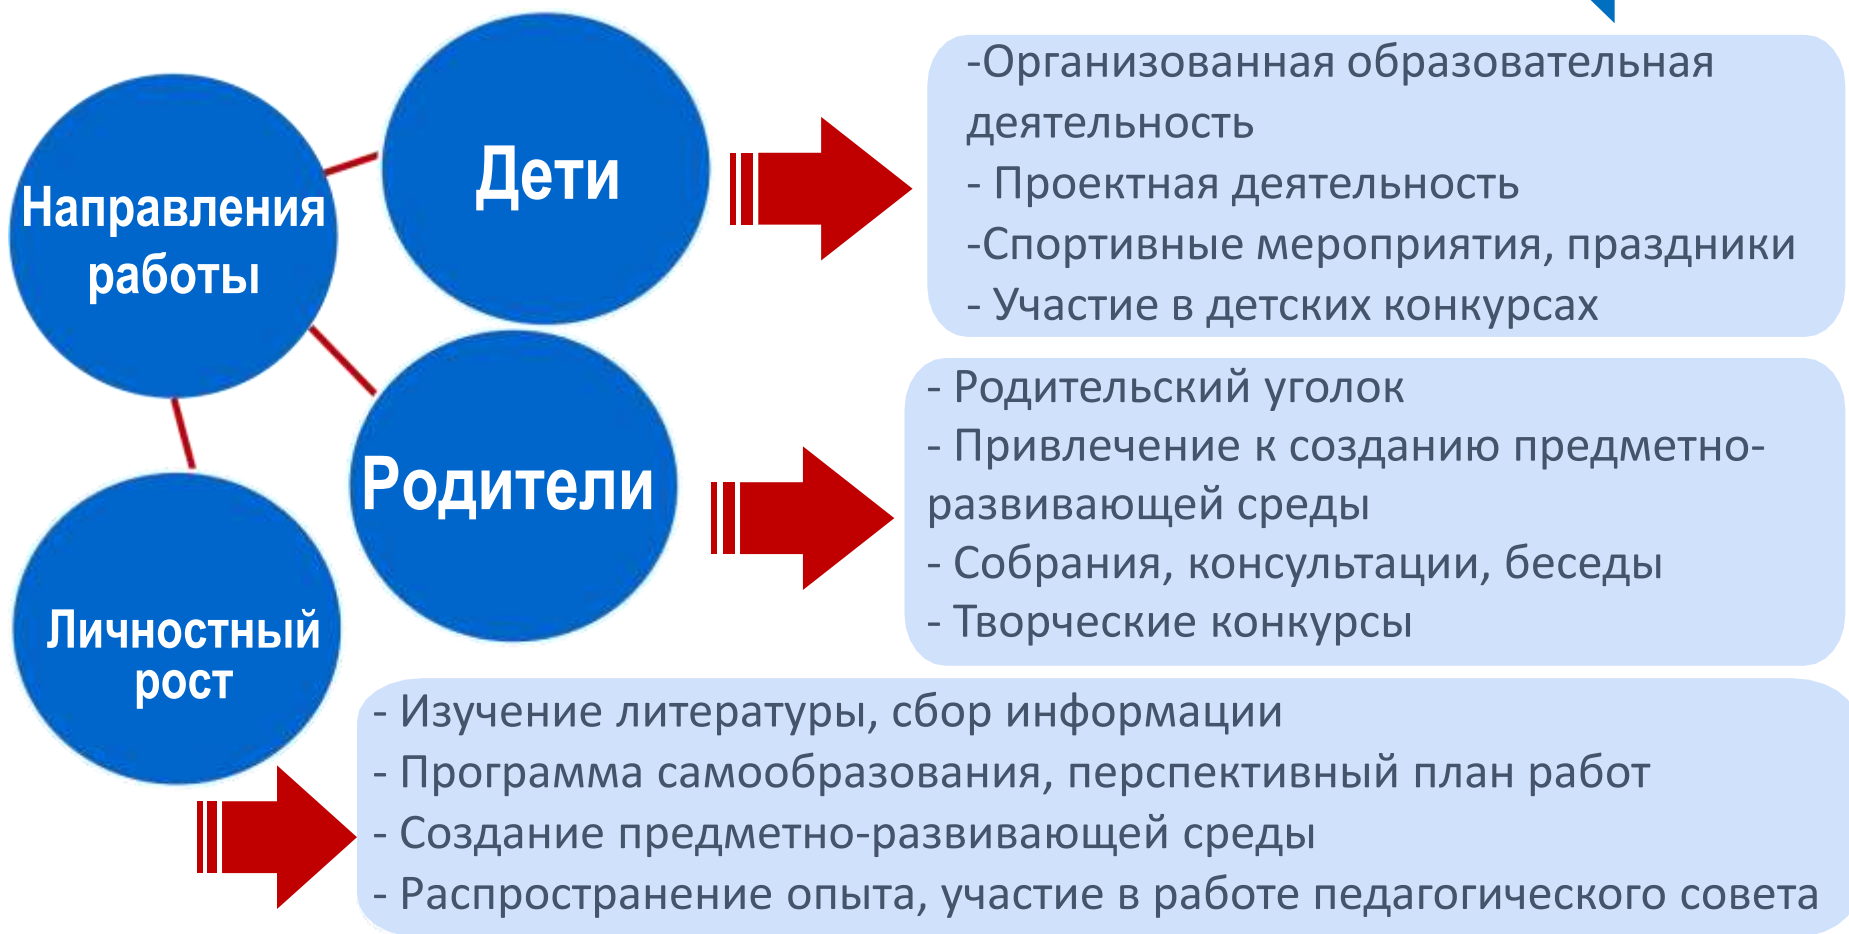 Направления
работы
Дети
-Организованная образовательная
деятельность
- Проектная деятельность
-Спортивные мероприятия, праздники
- Участие в детских конкурсах
Родители
- Родительский уголок
- Привлечение к созданию предметно-
развивающей среды
- Собрания, консультации, беседы
- Творческие конкурсы
Личностный
рост
- Изучение литературы, сбор информации
- Программа самообразования, перспективный план работ
- Создание предметно-развивающей среды
- Распространение опыта, участие в работе педагогического совета